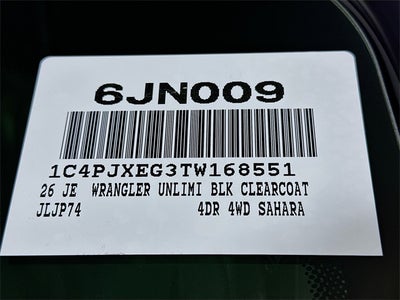 6JN009
1C4PJXEG3TW168551
26 JE WRANGLER UNLIMI BLK CLEARCOAT
JLJP74 4DR 4WD SAHARA